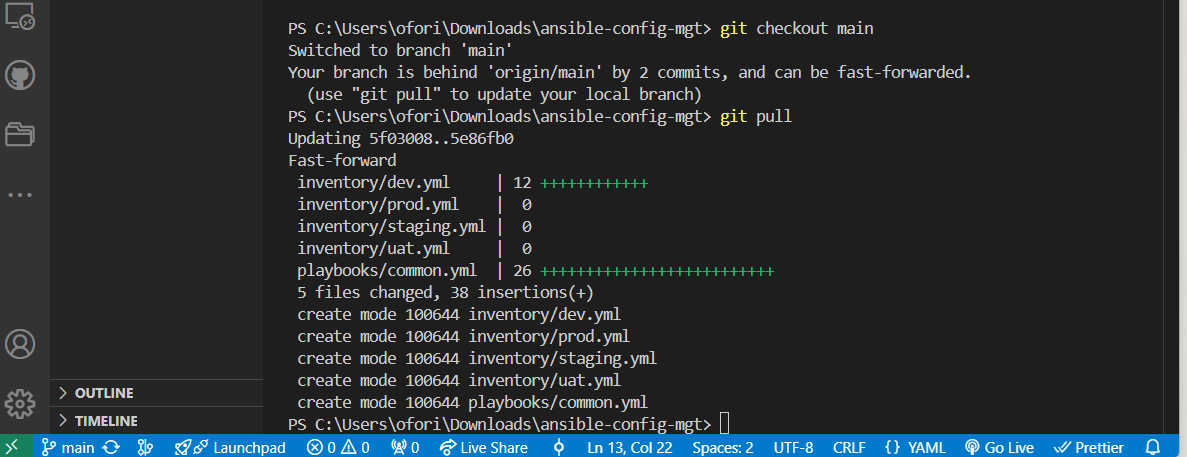 PS C:\Users\ofori\Downloads\ansible-config-mgt> git checkout main
Switched to branch 'main'
Your branch is behind 'origin/main' by 2 commits, and can be fast-forwarded.
  (use "git pull" to update your local branch)
PS C:\Users\ofori\Downloads\ansible-config-mgt> git pull
Updating 5f03008..5e86fb0
Fast-forward
 inventory/dev.yml     | 12 ++++++++++++
 inventory/prod.yml    |  0
 inventory/staging.yml |  0
 inventory/uat.yml     |  0
 playbooks/common.yml  | 26 ++++++++++++++++++++++++++
 5 files changed, 38 insertions(+)
 create mode 100644 inventory/dev.yml
 create mode 100644 inventory/prod.yml
 create mode 100644 inventory/staging.yml
 create mode 100644 inventory/uat.yml
 create mode 100644 playbooks/common.yml
PS C:\Users\ofori\Downloads\ansible-config-mgt>
OUTLINE
TIMELINE
main Launchpad 0 0 0 Live Share Ln 13, Col 22 Spaces: 2 UTF-8 CRLF {} YAML Go Live Prettier